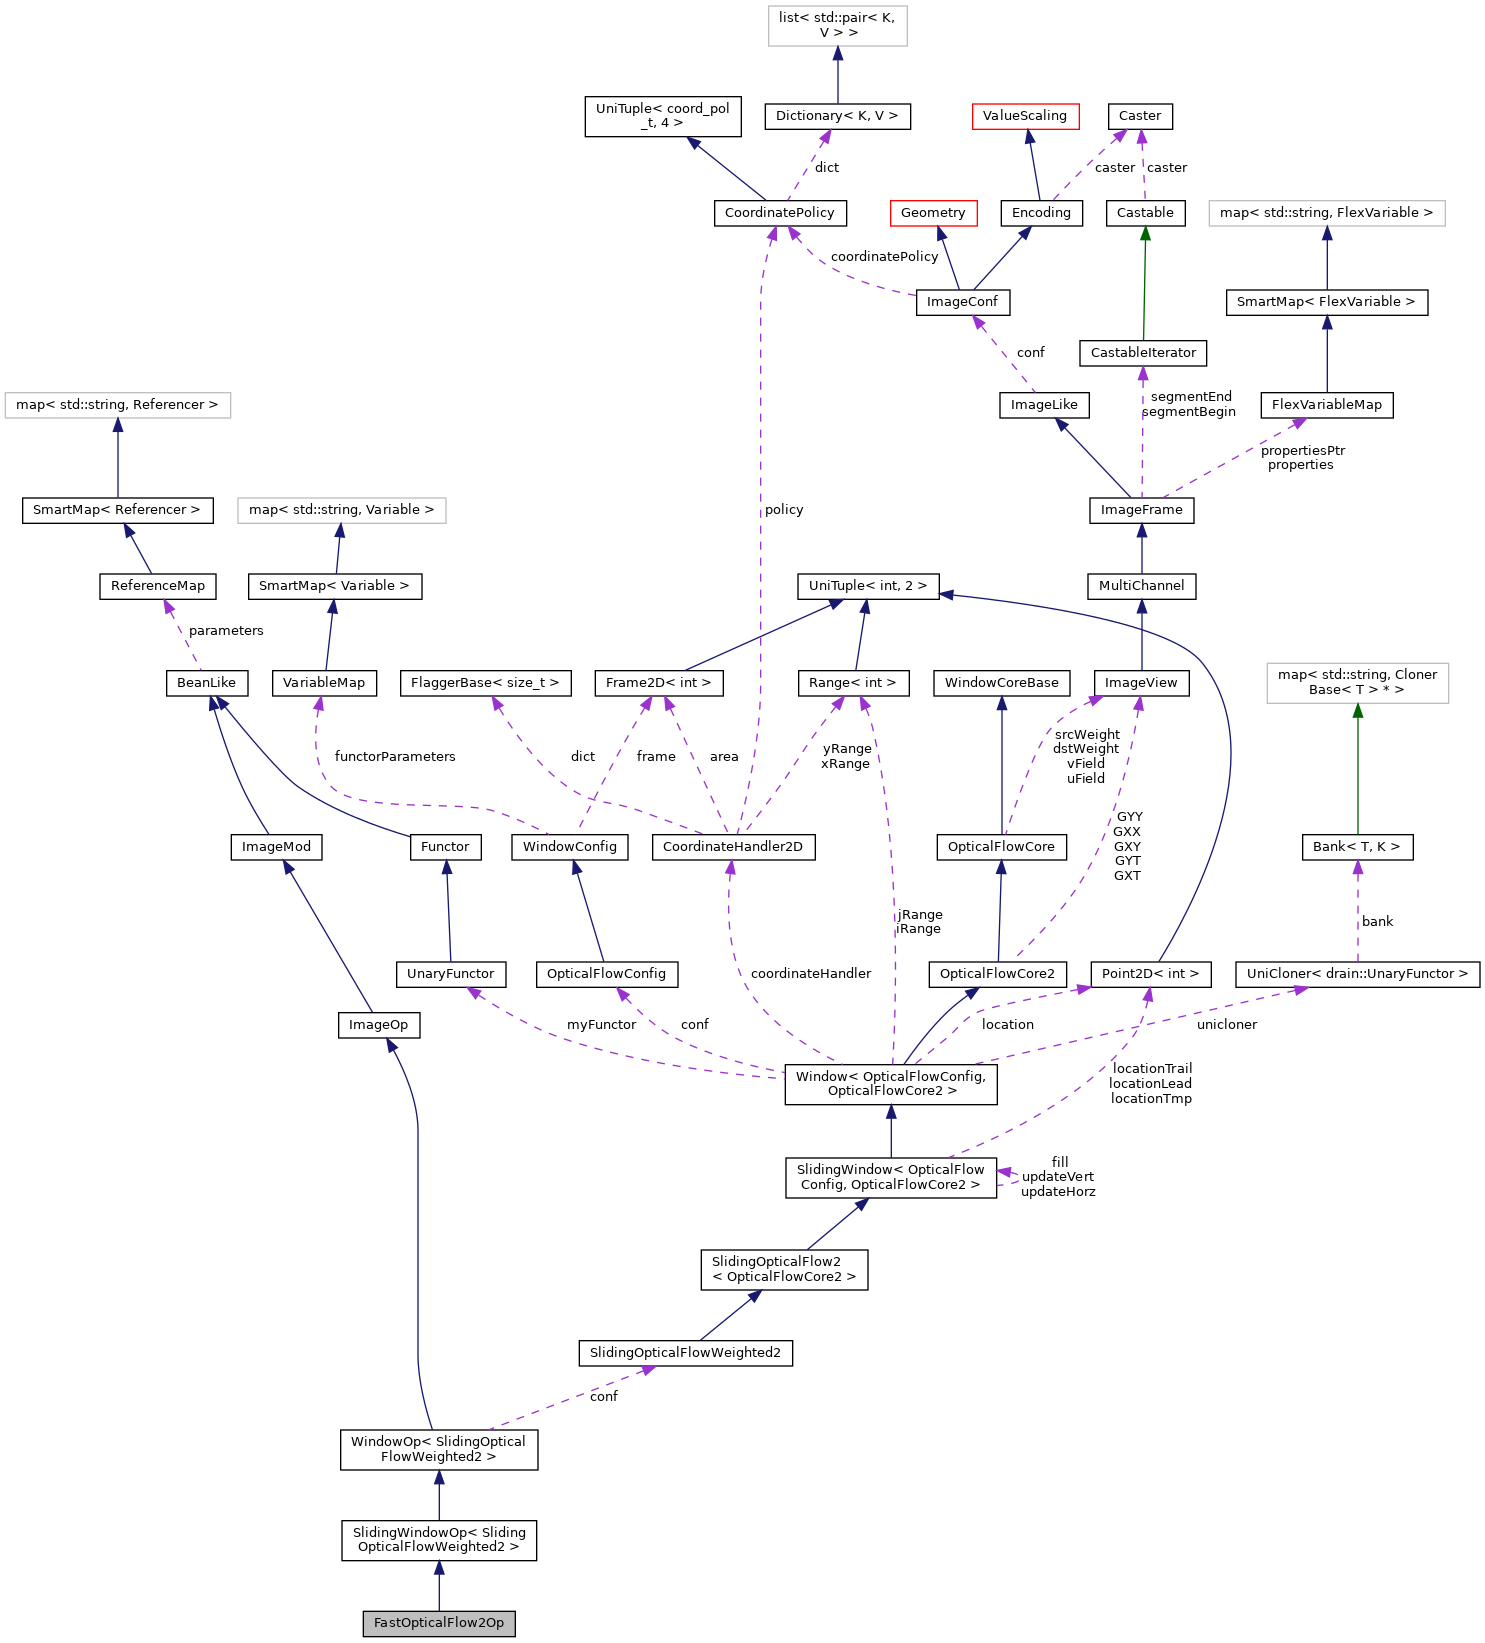 list< std::pair< K,
V > >
UniTuple< coord_pol
_t, 4 >
Dictionary< K, V >
ValueScaling
Caster
dict
caster
caster
CoordinatePolicy
Geometry
Encoding
Castable
map< std::string, FlexVariable >
coordinatePolicy
ImageConf
SmartMap< FlexVariable >
conf
CastableIterator
map< std::string, Referencer >
ImageLike
segmentEnd
segmentBegin
FlexVariableMap
propertiesPtr
properties
SmartMap< Referencer >
map< std::string, Variable >
policy
ImageFrame
ReferenceMap
SmartMap< Variable >
UniTuple< int, 2 >
MultiChannel
parameters
BeanLike
VariableMap
FlaggerBase< size_t >
Frame2D< int >
Range< int >
WindowCoreBase
ImageView
map< std::string, Cloner
Base< T > * >
functorParameters
dict
frame
area
yRange
xRange
srcWeight
dstWeight
vField
uField
GYY
GXX
GXY
GYT
GXT
ImageMod
Functor
WindowConfig
CoordinateHandler2D
OpticalFlowCore
Bank< T, K >
jRange
iRange
bank
UnaryFunctor
OpticalFlowConfig
coordinateHandler
OpticalFlowCore2
Point2D< int >
UniCloner< drain::UnaryFunctor >
ImageOp
myFunctor
conf
location
unicloner
Window< OpticalFlowConfig,
OpticalFlowCore2 >
locationTrail
locationLead
locationTmp
SlidingWindow< OpticalFlow
Config, OpticalFlowCore2 >
fill
updateVert
updateHorz
SlidingOpticalFlow2
< OpticalFlowCore2 >
SlidingOpticalFlowWeighted2
conf
WindowOp< SlidingOptical
FlowWeighted2 >
SlidingWindowOp< Sliding
OpticalFlowWeighted2 >
FastOpticalFlow2Op